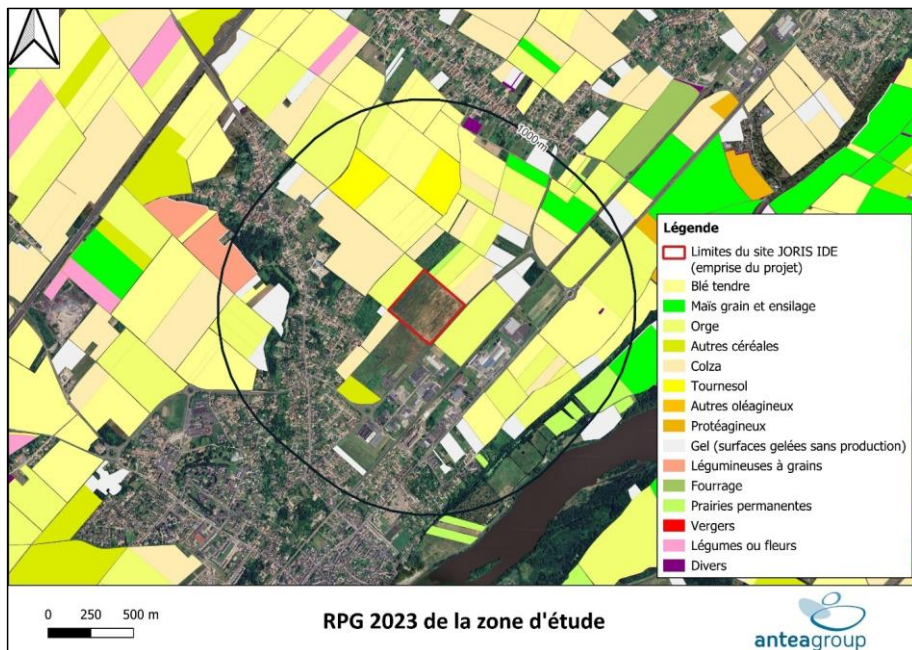 1000 m
Légende
Limites du site JORIS IDE
(emprise du projet)
Blé tendre
Maïs grain et ensilage
Orge
Autres céréales
Colza
Tournesol
Autres oléagineux
Protéagineux
Gel (surfaces gelées sans production)
Légumineuses à grains
Fourrage
Prairies permanentes
Vergers
Légumes ou fleurs
Divers
0 250 500 m
RPG 2023 de la zone d'étude
anteagroup